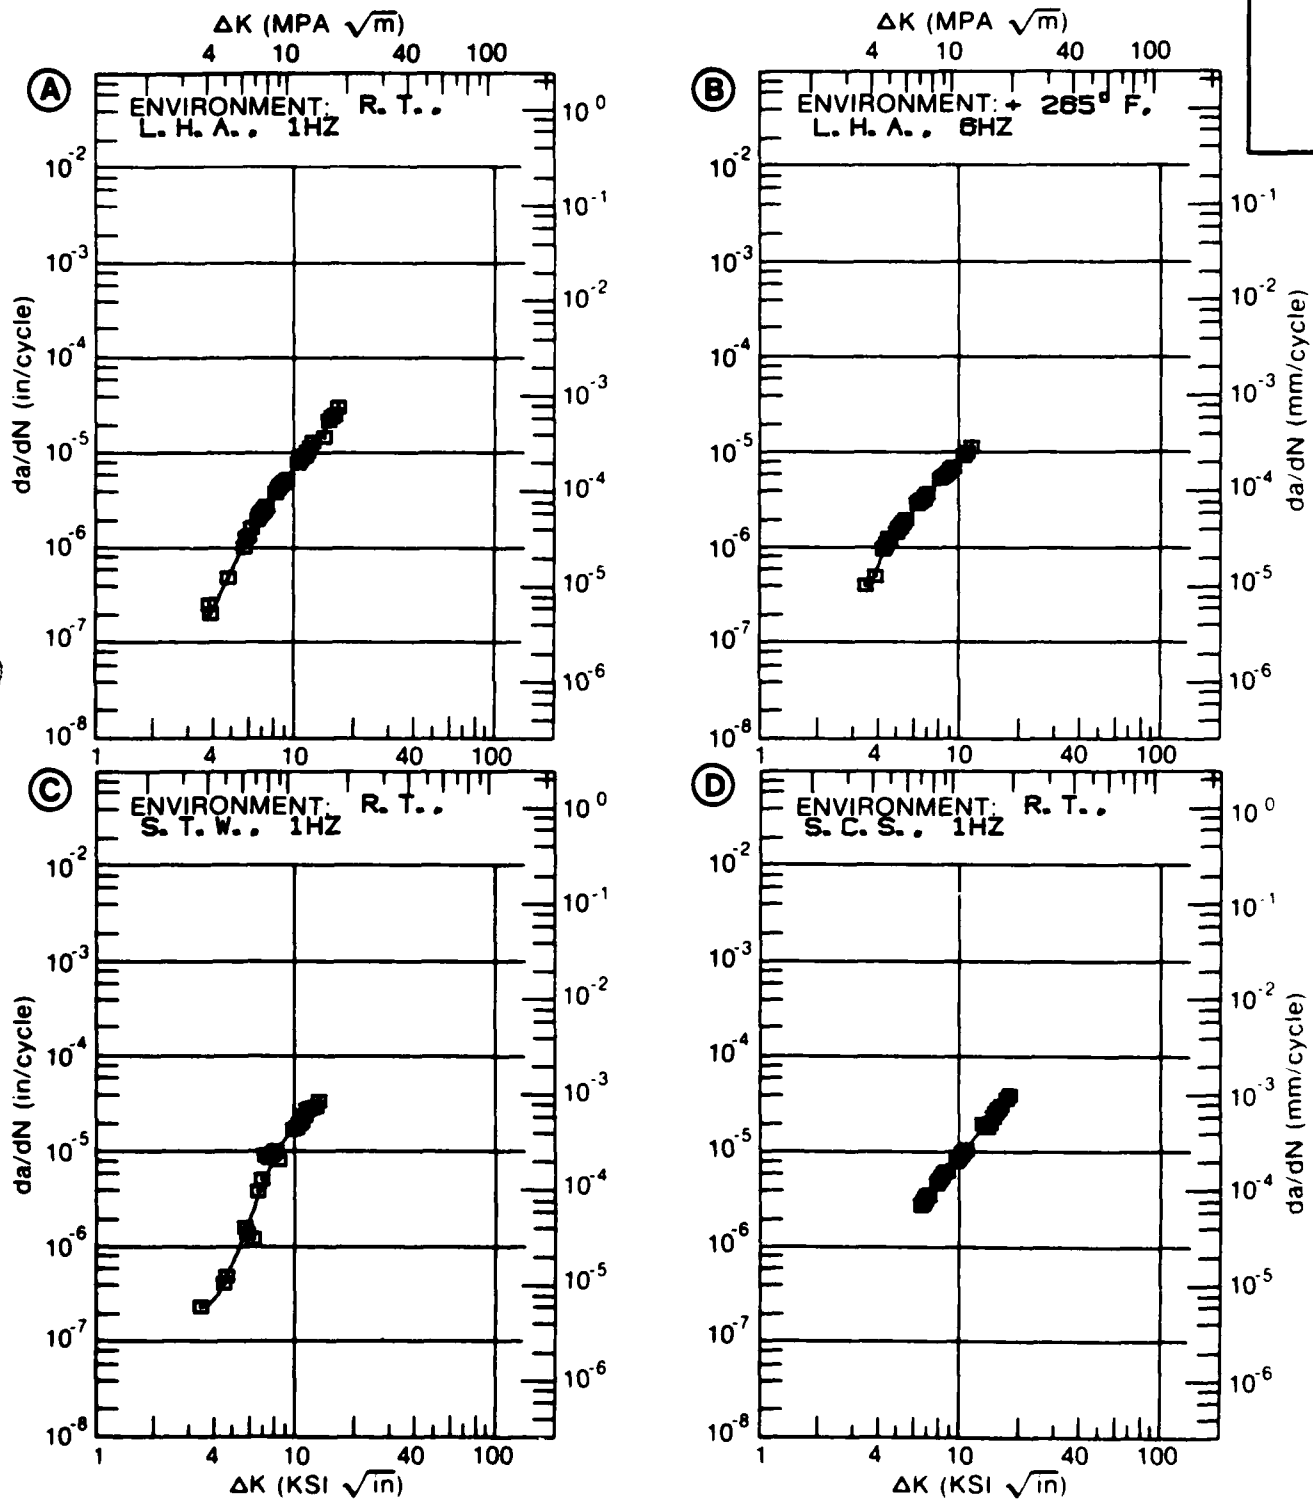 ΔK (MPA √m)
4 10 40 100
A
ENVIRONMENT: R. T.,
L. H. A., 1HZ
10^0
10^-2
10^-1
10^-3
10^-2
10^-4
10^-3
10^-5
10^-4
10^-6
10^-5
10^-7
10^-6
10^-8
1 4 10 40 100
da/dN (in/cycle)
ΔK (MPA √m)
4 10 40 100
B
ENVIRONMENT: + 265° F,
L. H. A., 6HZ
10^-2
10^-1
10^-3
10^-2
10^-4
10^-3
10^-5
10^-4
10^-6
10^-5
10^-7
10^-6
10^-8
1 4 10 40 100
da/dN (mm/cycle)
C
ENVIRONMENT: R. T.,
S. T. W., 1HZ
10^0
10^-2
10^-1
10^-3
10^-2
10^-4
10^-3
10^-5
10^-4
10^-6
10^-5
10^-7
10^-6
10^-8
1 4 10 40 100
da/dN (in/cycle)
ΔK (KSI √in)
D
ENVIRONMENT: R. T.,
S. C. S., 1HZ
10^0
10^-2
10^-1
10^-3
10^-2
10^-4
10^-3
10^-5
10^-4
10^-6
10^-5
10^-7
10^-6
10^-8
1 4 10 40 100
da/dN (mm/cycle)
ΔK (KSI √in)